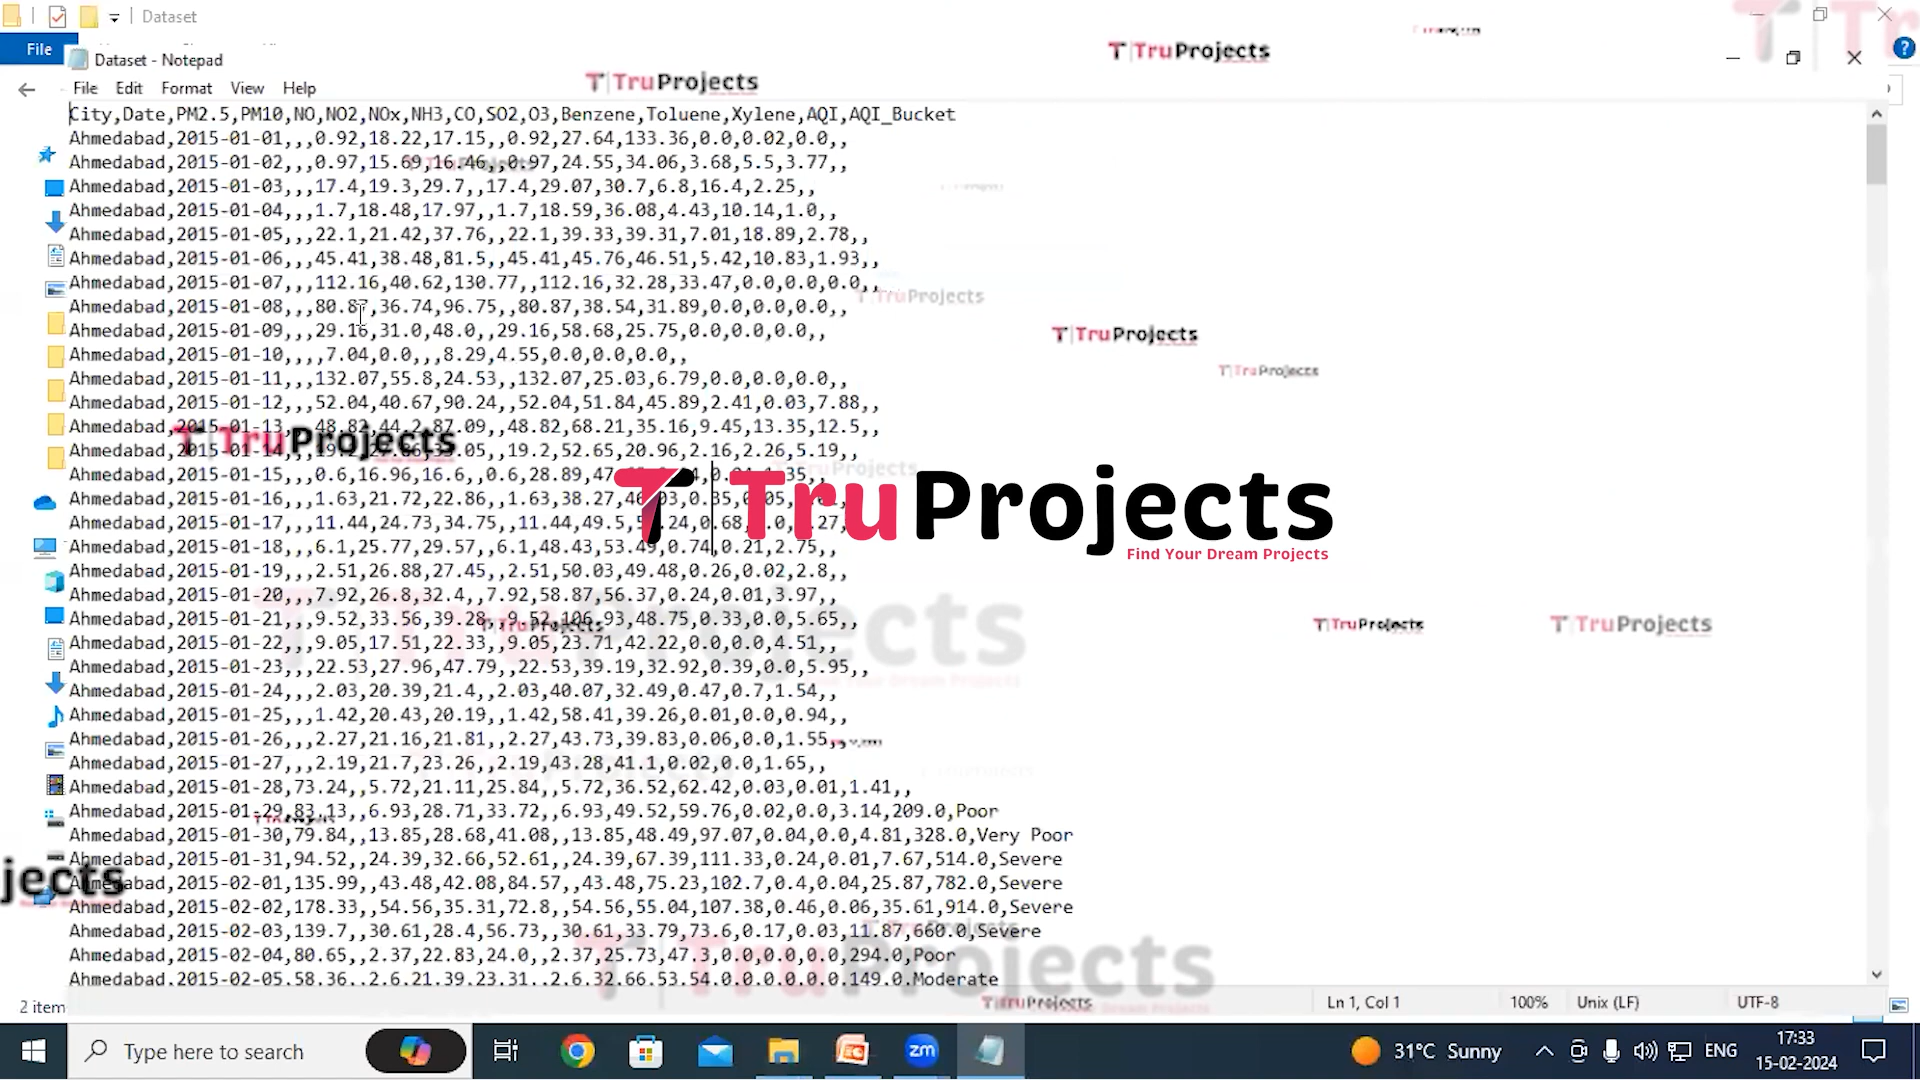 Dataset
File
Dataset - Notepad
File Edit Format View Help
City,Date,PM2.5,PM10,NO,NO2,NOx,NH3,CO,SO2,O3,Benzene,Toluene,Xylene,AQI,AQI_Bucket
Ahmedabad,2015-01-01,,,0.92,18.22,17.15,,0.92,27.64,133.36,0.0,0.02,0.0,,
Ahmedabad,2015-01-02,,,0.97,15.69,16.46,,0.97,24.55,34.06,3.68,5.5,3.77,,
Ahmedabad,2015-01-03,,,17.4,19.3,29.7,,17.4,29.07,30.7,6.8,16.4,2.25,,
Ahmedabad,2015-01-04,,,1.7,18.48,17.97,,1.7,18.59,36.08,4.43,10.14,1.0,,
Ahmedabad,2015-01-05,,,22.1,21.42,37.76,,22.1,39.33,39.31,7.01,18.89,2.78,,
Ahmedabad,2015-01-06,,,45.41,38.48,81.5,,45.41,45.76,46.51,5.42,10.83,1.93,,
Ahmedabad,2015-01-07,,,112.16,40.62,130.77,,112.16,32.28,33.47,0.0,0.0,0.0,,
Ahmedabad,2015-01-08,,,80.87,36.74,96.75,,80.87,38.54,31.89,0.0,0.0,0.0,,
Ahmedabad,2015-01-09,,,29.16,31.0,48.0,,29.16,58.68,25.75,0.0,0.0,0.0,,
Ahmedabad,2015-01-10,,,,7.04,0.0,,,8.29,4.55,0.0,0.0,0.0,,
Ahmedabad,2015-01-11,,,132.07,55.8,24.53,,132.07,25.03,6.79,0.0,0.0,0.0,,
Ahmedabad,2015-01-12,,,52.04,40.67,90.24,,52.04,51.84,45.89,2.41,0.03,7.88,,
Ahmedabad,2015-01-13,,,48.82,44.2,87.09,,48.82,68.21,35.16,9.45,13.35,12.5,,
19.2,52.65,20.96,2.16,2.26,5.19,,
Ahmedabad,2015-01-15,,,0.6,16.96,16.6,,0.6,28.89
Ahmedabad,2015-01-16,,,1.63,21.72,22.86,,1.63,38.27
Ahmedabad,2015-01-17,,,11.44,24.73,34.75,,11.44,49.5
Ahmedabad,2015-01-18,,,6.1,25.77,29.57,,6.1,48.43,53.49,0.74,0.21,2.75,,
Ahmedabad,2015-01-19,,,2.51,26.88,27.45,,2.51,50.03,49.48,0.26,0.02,2.8,,
Ahmedabad,2015-01-20,,,7.92,26.8,32.4,,7.92,58.87,56.37,0.24,0.01,3.97,,
Ahmedabad,2015-01-21,,,9.52,33.56,39.28,,9.52,106.93,48.75,0.33,0.0,5.65,,
Ahmedabad,2015-01-22,,,9.05,17.51,22.33,,9.05,23.71,42.22,0.0,0.0,4.51,,
Ahmedabad,2015-01-23,,,22.53,27.96,47.79,,22.53,39.19,32.92,0.39,0.0,5.95,,
Ahmedabad,2015-01-24,,,2.03,20.39,21.4,,2.03,40.07,32.49,0.47,0.7,1.54,,
Ahmedabad,2015-01-25,,,1.42,20.43,20.19,,1.42,58.41,39.26,0.01,0.0,0.94,,
Ahmedabad,2015-01-26,,,2.27,21.16,21.81,,2.27,43.73,39.83,0.06,0.0,1.55,,
Ahmedabad,2015-01-27,,,2.19,21.7,23.26,,2.19,43.28,41.1,0.02,0.0,1.65,,
Ahmedabad,2015-01-28,73.24,,5.72,21.11,25.84,,5.72,36.52,62.42,0.03,0.01,1.41,,
Ahmedabad,2015-01-29,83.13,,6.93,28.71,33.72,,6.93,49.52,59.76,0.02,0.0,3.14,209.0,Poor
Ahmedabad,2015-01-30,79.84,,13.85,28.68,41.08,,13.85,48.49,97.07,0.04,0.0,4.81,328.0,Very Poor
Ahmedabad,2015-01-31,94.52,,24.39,32.66,52.61,,24.39,67.39,111.33,0.24,0.01,7.67,514.0,Severe
Ahmedabad,2015-02-01,135.99,,43.48,42.08,84.57,,43.48,75.23,102.7,0.4,0.04,25.87,782.0,Severe
Ahmedabad,2015-02-02,178.33,,54.56,35.31,72.8,,54.56,55.04,107.38,0.46,0.06,35.61,914.0,Severe
Ahmedabad,2015-02-03,139.7,,30.61,28.4,56.73,,30.61,33.79,73.6,0.17,0.03,11.87,660.0,Severe
Ahmedabad,2015-02-04,80.65,,2.37,22.83,24.0,,2.37,25.73,47.3,0.0,0.0,0.0,294.0,Poor
Ahmedabad,2015-02-05,58.36,,2.6,21.39,23.31,,2.6,32.66,53.54,0.0,0.0,0.0,149.0,Moderate
TruProjects
TruProjects
TruProjects
TruProjects
TruProjects
TruProjects
TruProjects
Find Your Dream Projects
TruProjects
TruProjects
TruProjects
TruProjects
TruProjects
jects
TruProjects
TruProjects
2 item
Ln 1, Col 1 100% Unix (LF) UTF-8
Type here to search
zm
31°C Sunny
ENG
17:33
15-02-2024